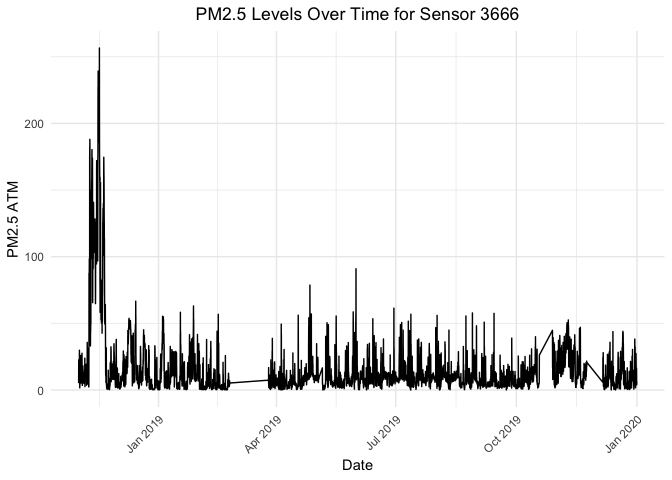 PM2.5 Levels Over Time for Sensor 3666
PM2.5 ATM
200
100
0
Jan 2019
Apr 2019
Jul 2019
Oct 2019
Jan 2020
Date